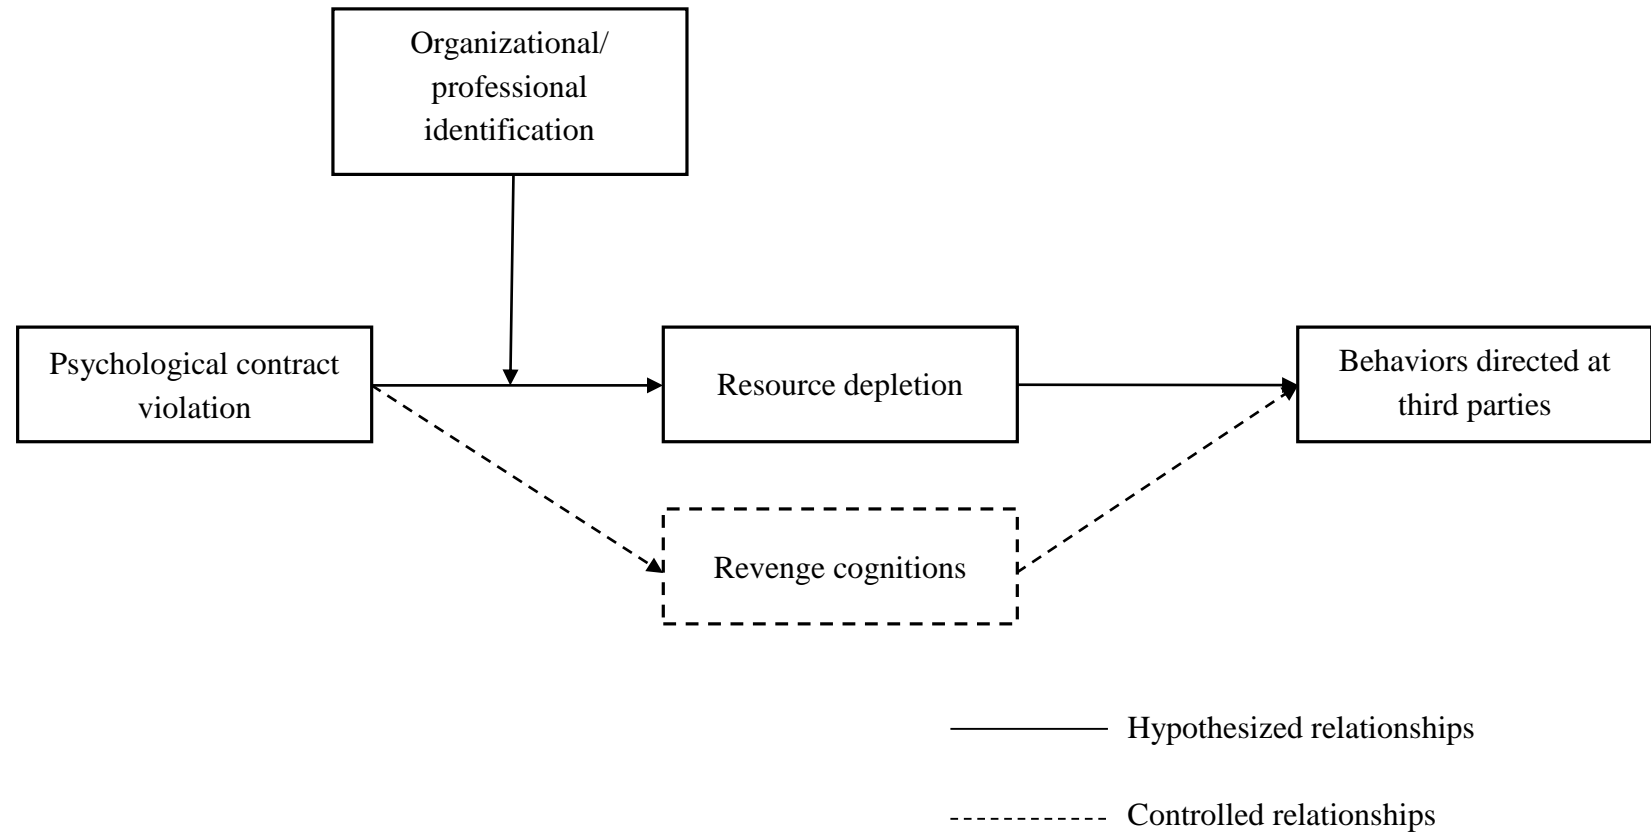 Organizational/
professional
identification
Psychological contract
violation
Resource depletion
Behaviors directed at
third parties
Revenge cognitions
Hypothesized relationships
Controlled relationships